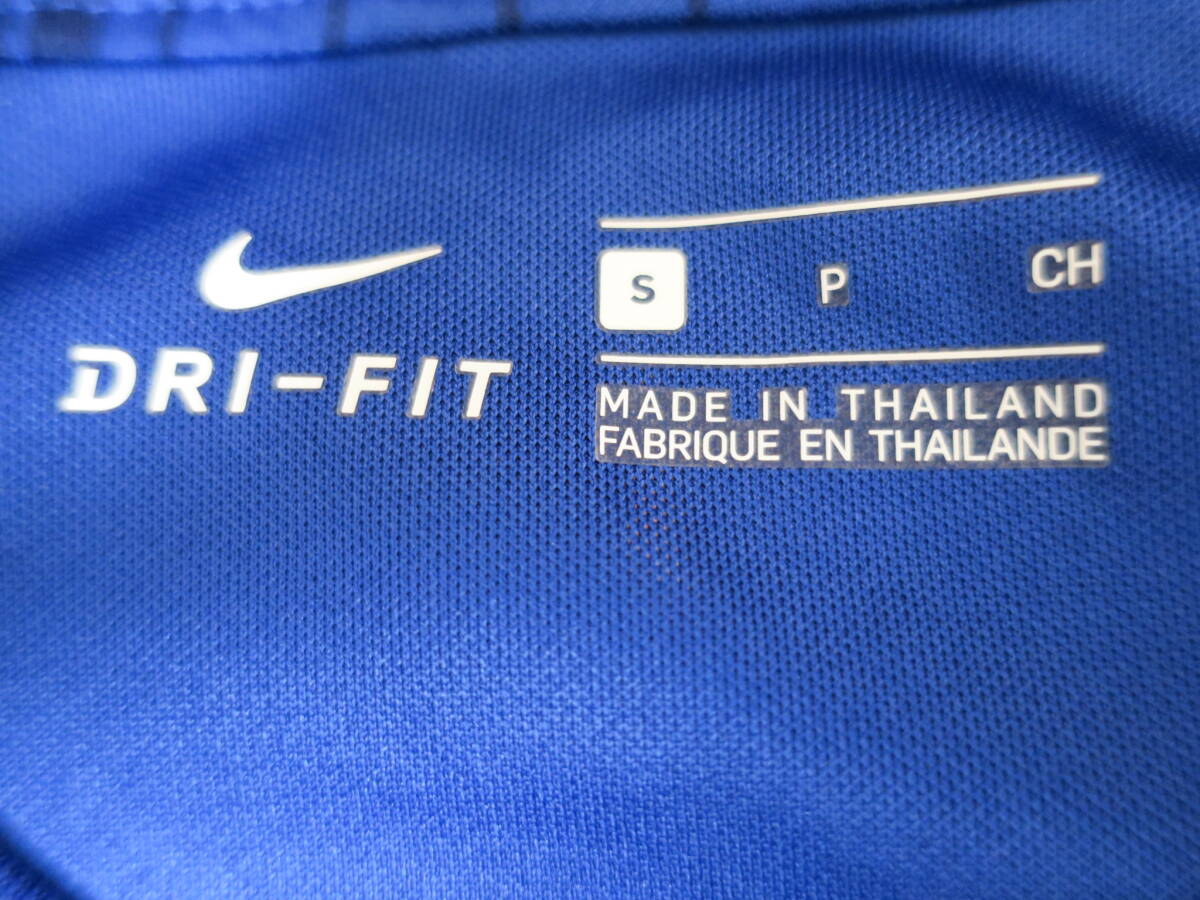 DRI-FIT
S P CH
MADE IN THAILAND
FABRIQUE EN THAILANDE